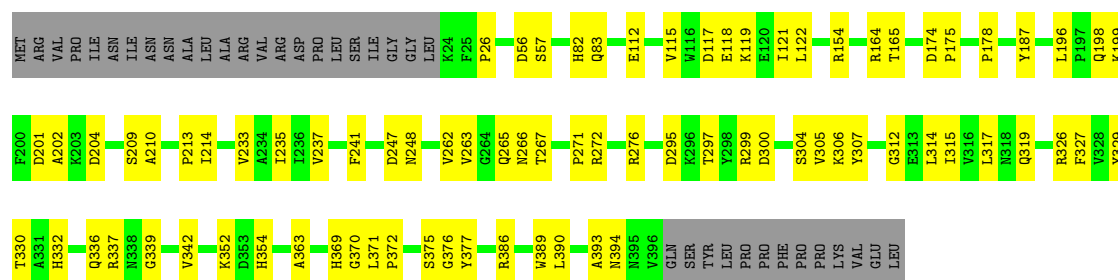 MET ARG VAL PRO ILE ASN ILE ASN ASN ALA LEU ALA ARG VAL ARG ASP PRO LEU SER ILE GLY GLY LEU K24 F25 P26 D56 S57 H82 Q83 E112 V115 W116 D117 E118 K119 E120 I121 L122 R154 R164 T165 D174 P175 P178 Y187 L196 P197 Q198 K199
F200 D201 A202 K203 D204 S209 A210 P213 I214 V233 A234 I235 I236 V237 F241 D247 N248 V262 V263 G264 Q265 N266 T267 P271 R272 R276 D295 K296 T297 Y298 R299 D300 S304 V305 K306 Y307 G312 E313 L314 I315 V316 L317 N318 Q319 R326 F327 V328 Y329
T330 A331 H332 Q336 R337 N338 G339 V342 K352 D353 H354 A363 H369 G370 L371 P372 S375 G376 Y377 R386 W389 L390 A393 N394 N395 V396 GLN SER TYR LEU PRO PRO PHE PRO PRO LYS VAL GLU LEU